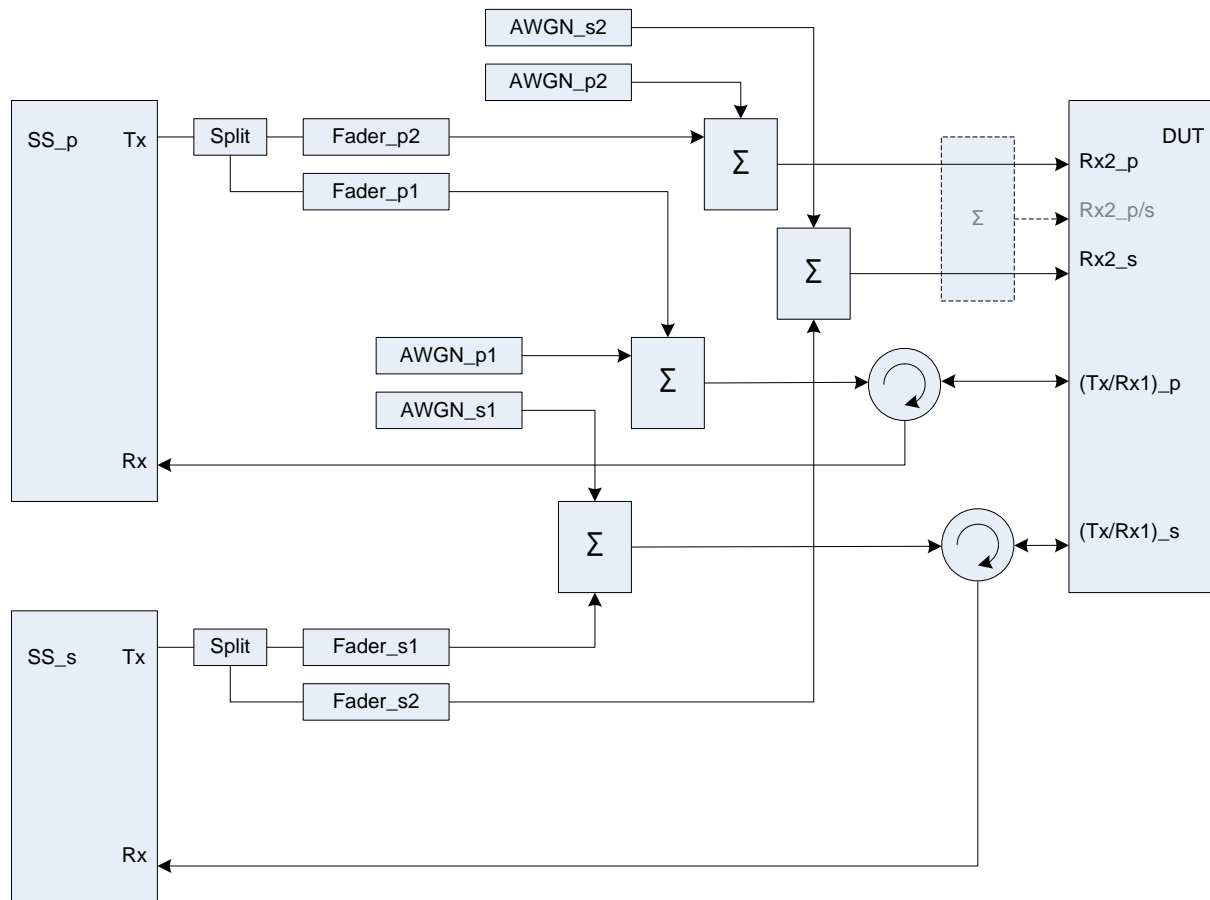 AWGN_s2
AWGN_p2
SS_p
Tx
Split
Fader_p2
Σ
DUT
Rx2_p
Fader_p1
Σ
Rx2_p/s
Σ
Rx2_s
AWGN_p1
Σ
(Tx/Rx1)_p
AWGN_s1
Rx
Σ
(Tx/Rx1)_s
SS_s
Tx
Split
Fader_s1
Fader_s2
Rx